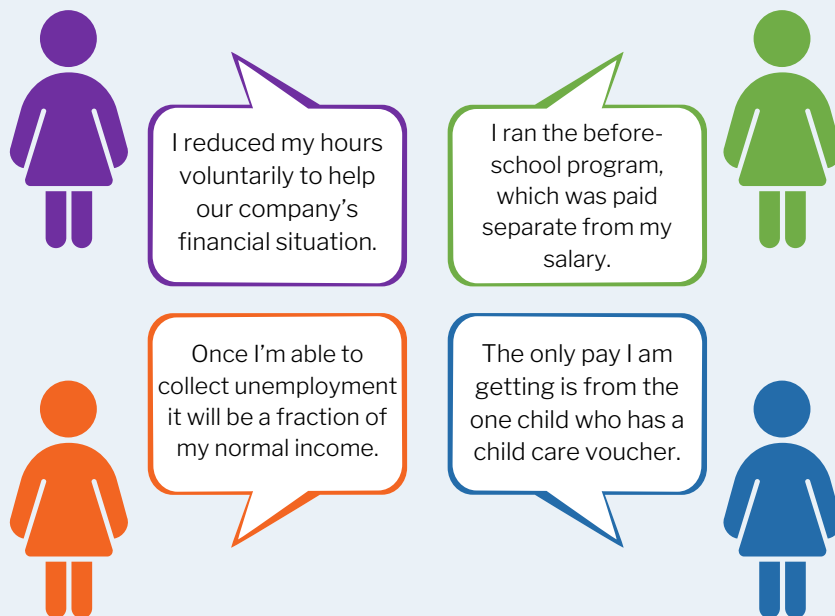 I reduced my hours
voluntarily to help
our company’s
financial situation.
I ran the before-
school program,
which was paid
separate from my
salary.
Once I’m able to
collect unemployment
it will be a fraction of
my normal income.
The only pay I am
getting is from the
one child who has a
child care voucher.